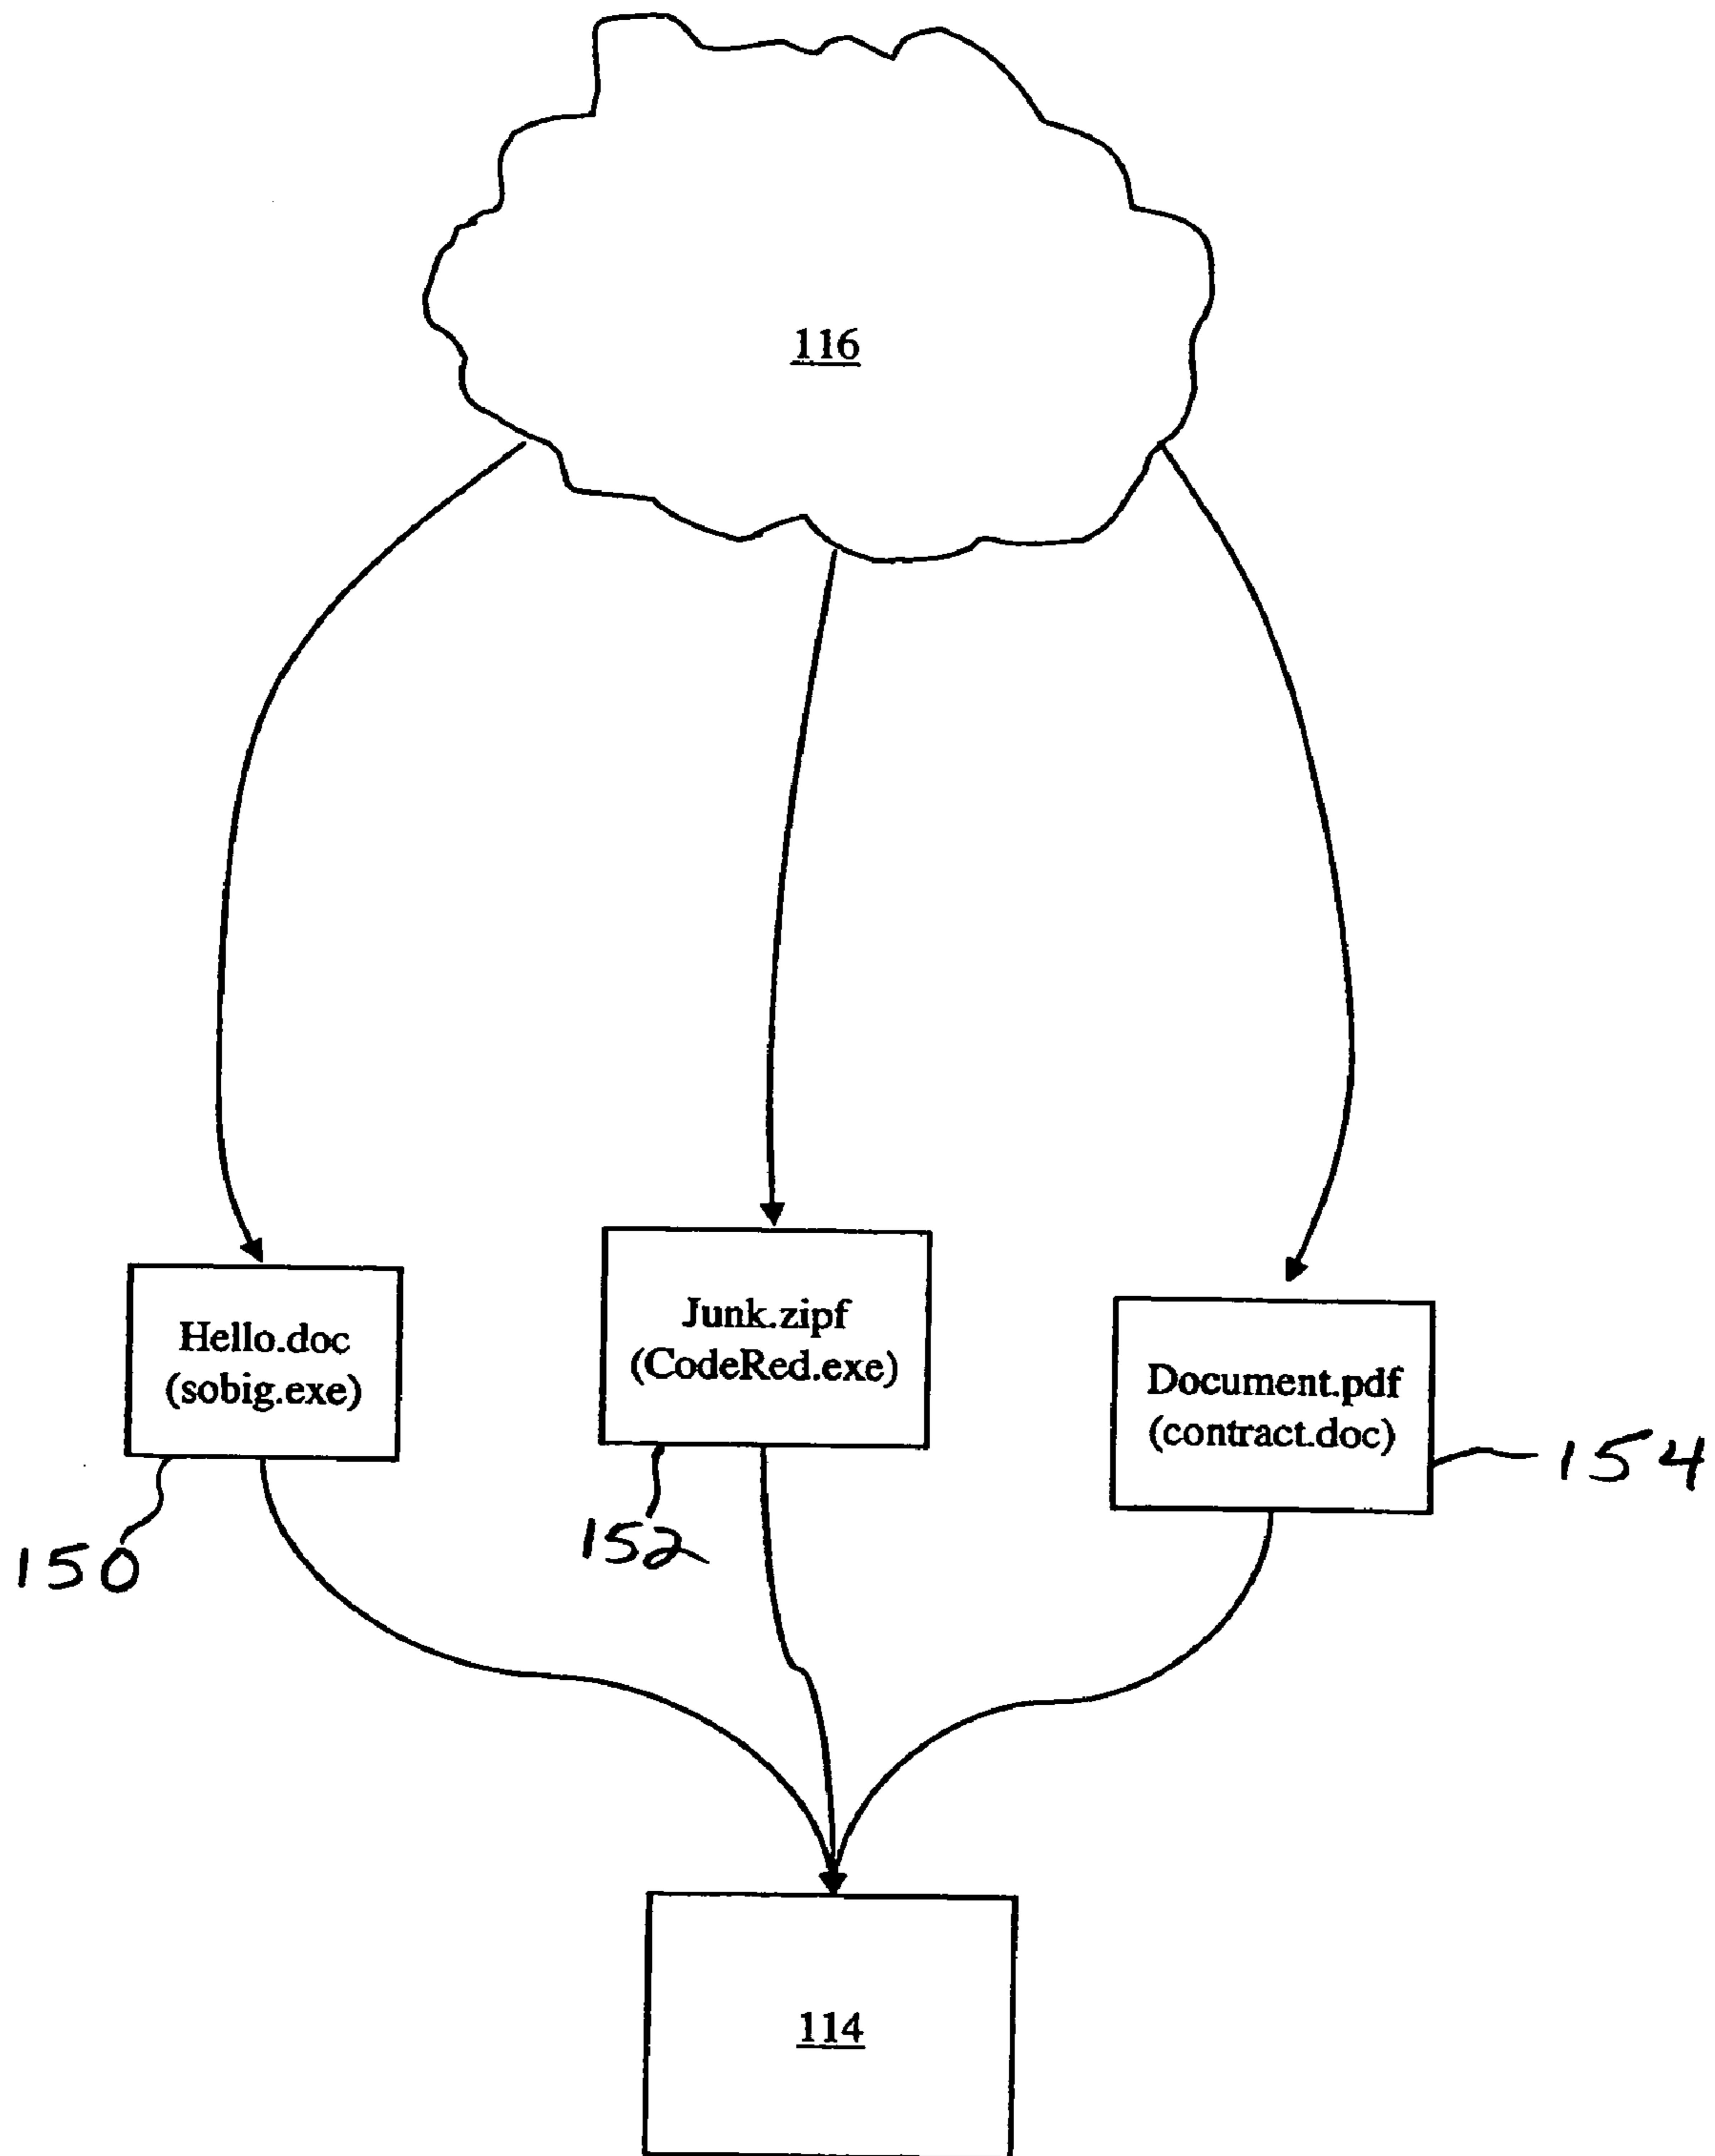 116
Hello.doc
(sobig.exe)
Junk.zipf
(CodeRed.exe)
Document.pdf
(contract.doc)
154
150
152
114